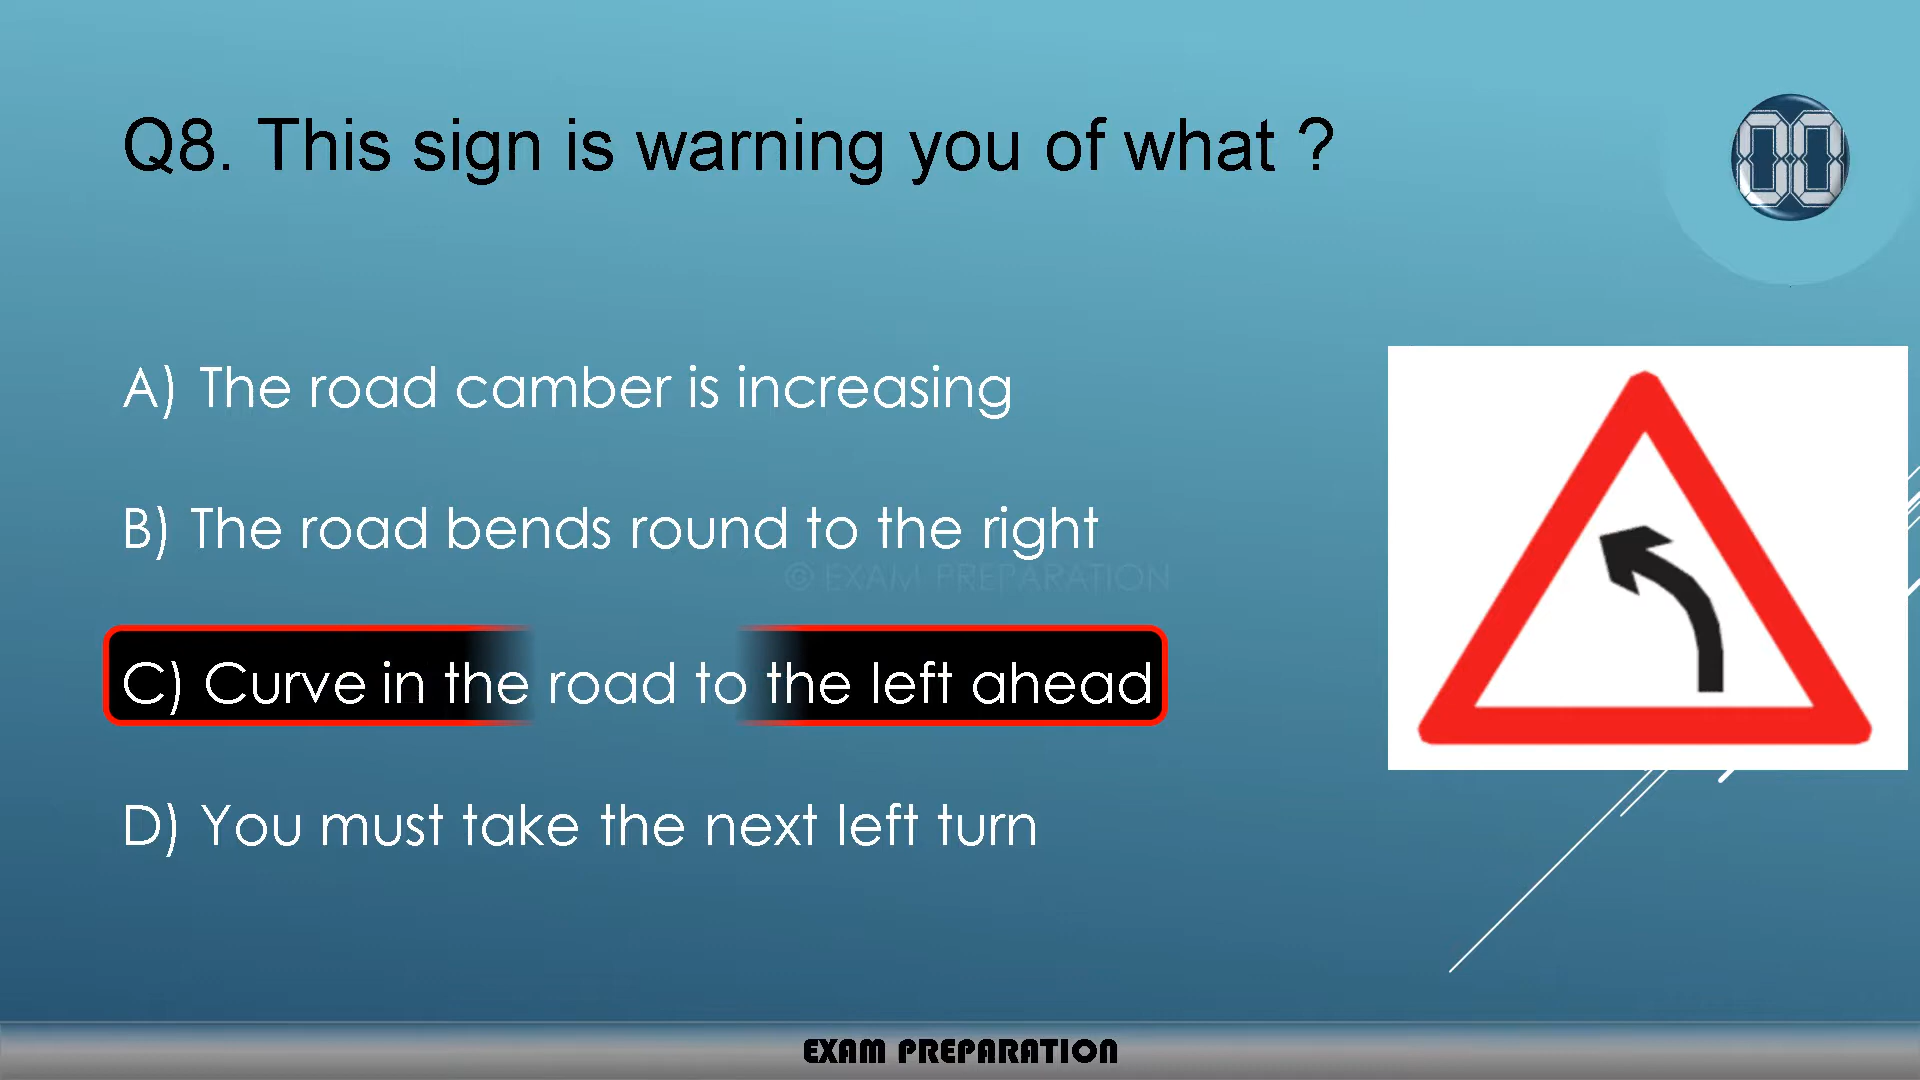 Q8. This sign is warning you of what ?
00
A) The road camber is increasing
B) The road bends round to the right
© EXAM PREPARATION
C) Curve in the road to the left ahead
D) You must take the next left turn
EXAM PREPARATION